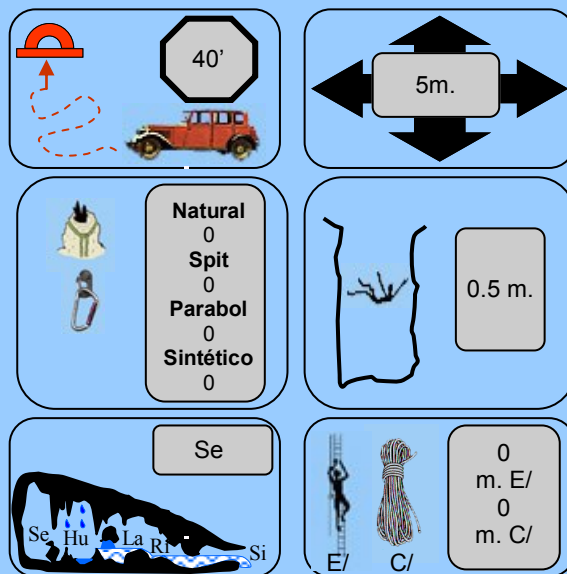 40’
5m.
Natural
0
Spit
0
Parabol
0
Sintético
0
0.5 m.
Se
Se Hu La Ri Si
0
m. E/
0
m. C/
E/ C/